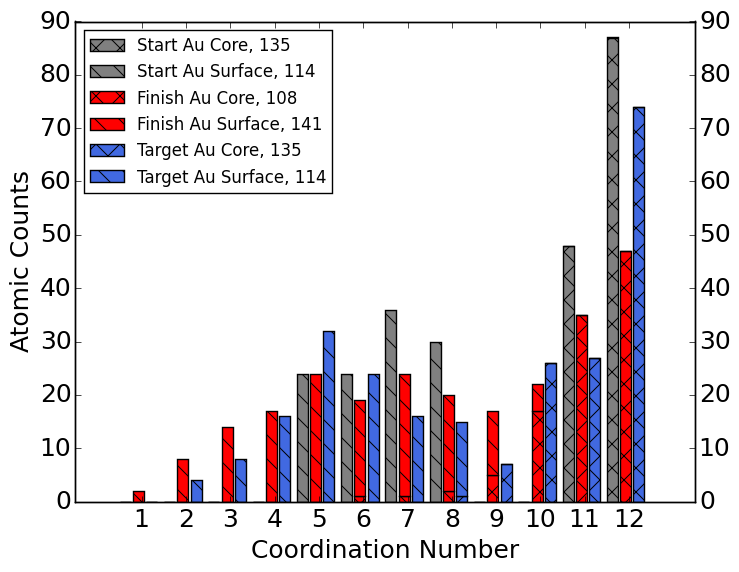 90
80
70
60
50
40
30
20
10
0
Atomic Counts
Start Au Core, 135
Start Au Surface, 114
Finish Au Core, 108
Finish Au Surface, 141
Target Au Core, 135
Target Au Surface, 114
90
80
70
60
50
40
30
20
10
0
1 2 3 4 5 6 7 8 9 10 11 12
Coordination Number